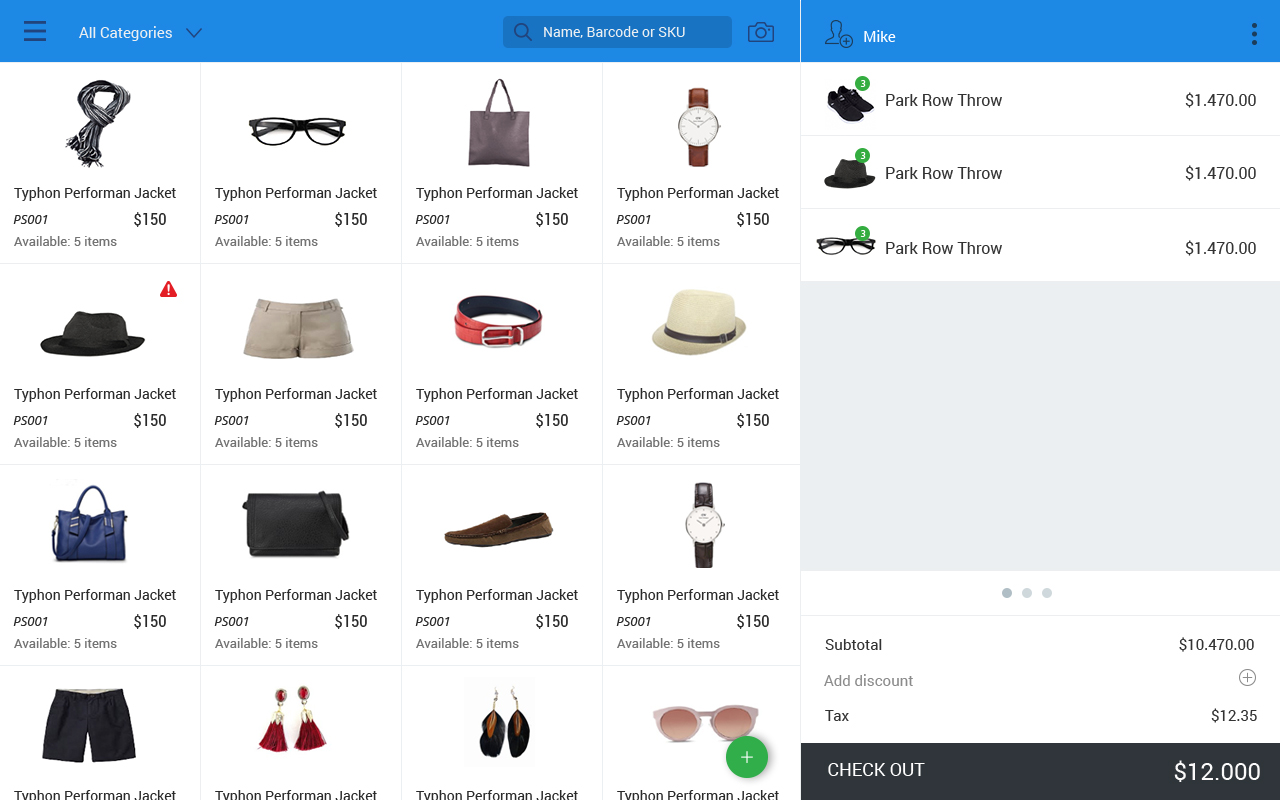 All Categories
Name, Barcode or SKU
Mike
Typhon Performan Jacket
PS001 $150
Available: 5 items
Typhon Performan Jacket
PS001 $150
Available: 5 items
Typhon Performan Jacket
PS001 $150
Available: 5 items
Typhon Performan Jacket
PS001 $150
Available: 5 items
Typhon Performan Jacket
PS001 $150
Available: 5 items
Typhon Performan Jacket
PS001 $150
Available: 5 items
Typhon Performan Jacket
PS001 $150
Available: 5 items
Typhon Performan Jacket
PS001 $150
Available: 5 items
Typhon Performan Jacket
PS001 $150
Available: 5 items
Typhon Performan Jacket
PS001 $150
Available: 5 items
Typhon Performan Jacket
PS001 $150
Available: 5 items
Typhon Performan Jacket
PS001 $150
Available: 5 items
Typhon Performan Jacket
Typhon Performan Jacket
Typhon Performan Jacket
Typhon Performan Jacket
3
Park Row Throw $1.470.00
3
Park Row Throw $1.470.00
3
Park Row Throw $1.470.00
Subtotal $10.470.00
Add discount
Tax $12.35
CHECK OUT $12.000